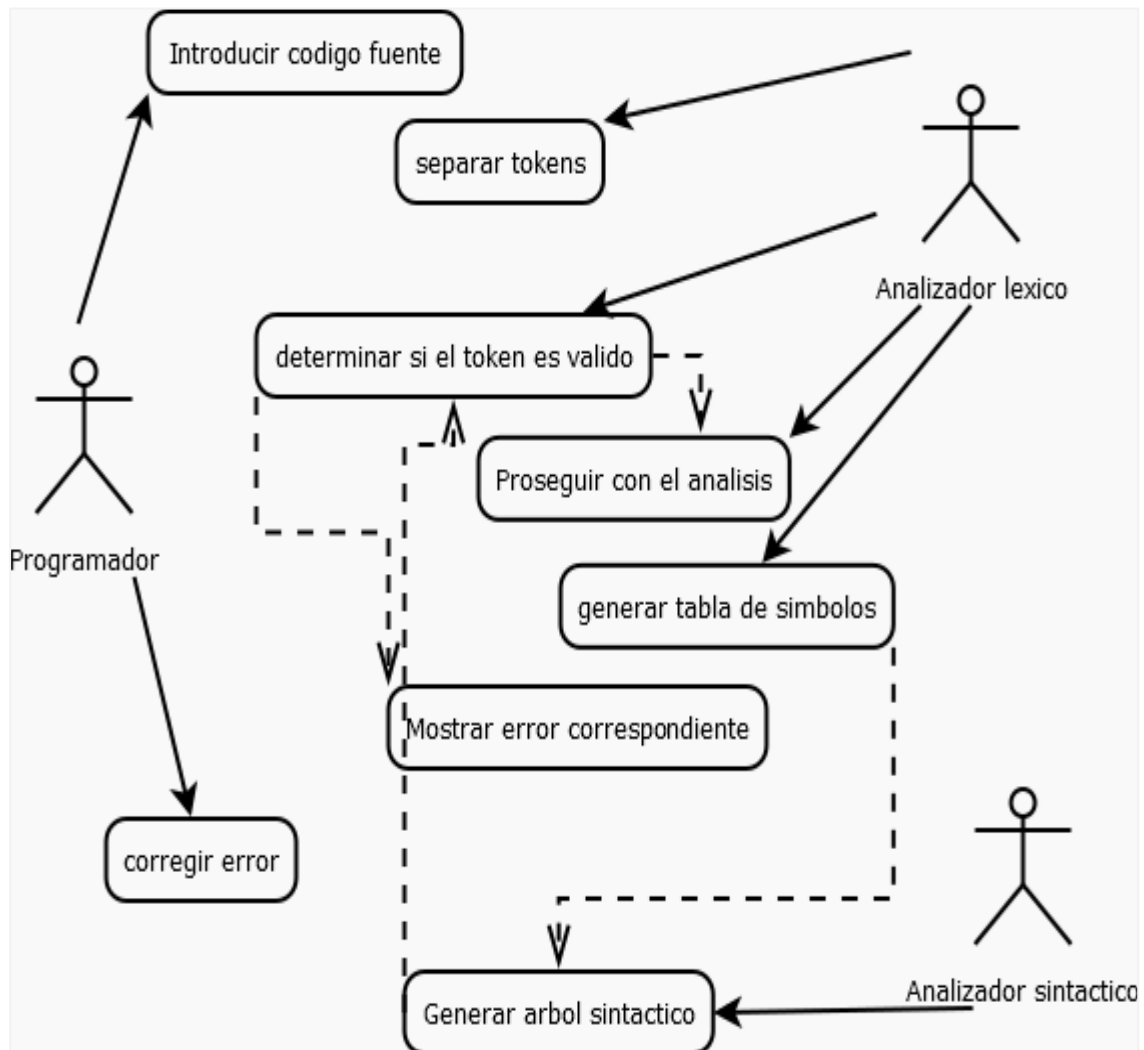 Introducir codigo fuente
separar tokens
Analizador lexico
determinar si el token es valido
Proseguir con el analisis
Programador
generar tabla de simbolos
Mostrar error correspondiente
corregir error
Analizador sintactico
Generar arbol sintactico